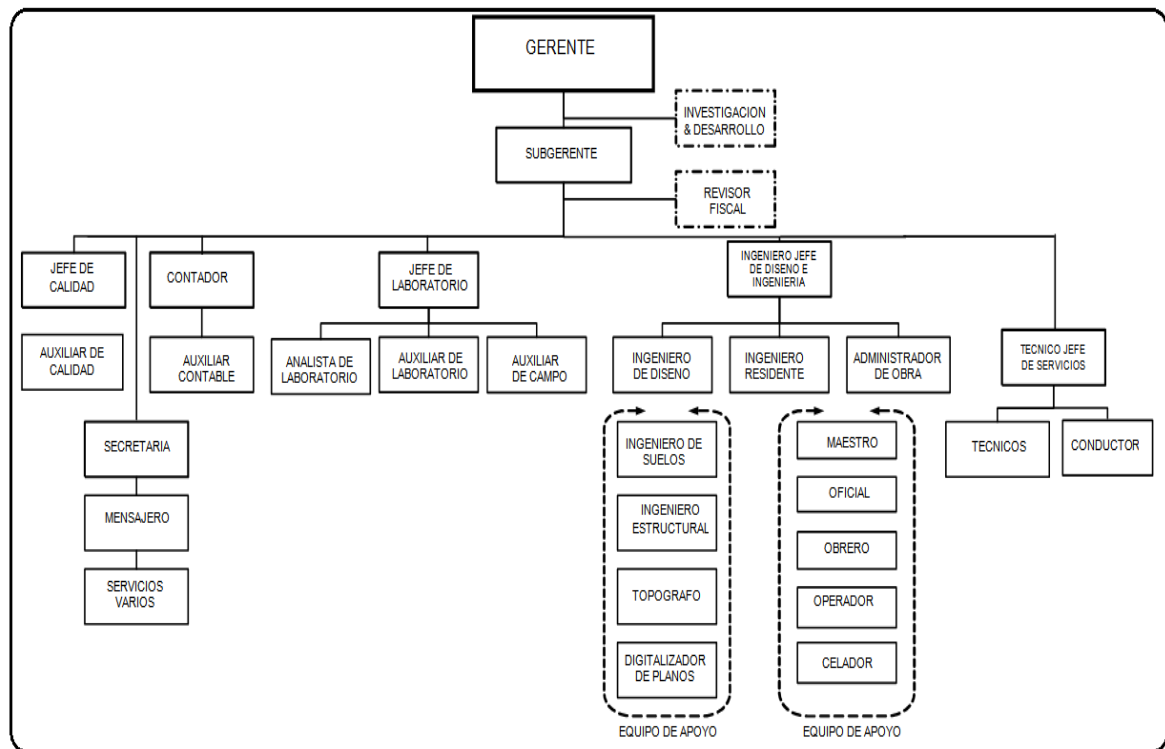 GERENTE
INVESTIGACION
& DESARROLLO
SUBGERENTE
REVISOR
FISCAL
JEFE DE
CALIDAD
CONTADOR
JEFE DE
LABORATORIO
INGENIERO JEFE
DE DISENO E
INGENIERIA
AUXILIAR DE
CALIDAD
AUXILIAR
CONTABLE
ANALISTA DE
LABORATORIO
AUXILIAR DE
LABORATORIO
AUXILIAR
DE CAMPO
INGENIERO
DE DISENO
INGENIERO
RESIDENTE
ADMINISTRADOR
DE OBRA
TECNICO JEFE
DE SERVICIOS
SECRETARIA
MENSAJERO
SERVICIOS
VARIOS
INGENIERO DE
SUELOS
INGENIERO
ESTRUCTURAL
TOPOGRAFO
DIGITALIZADOR
DE PLANOS
EQUIPO DE APOYO
MAESTRO
OFICIAL
OBRERO
OPERADOR
CELADOR
EQUIPO DE APOYO
TECNICOS
CONDUCTOR